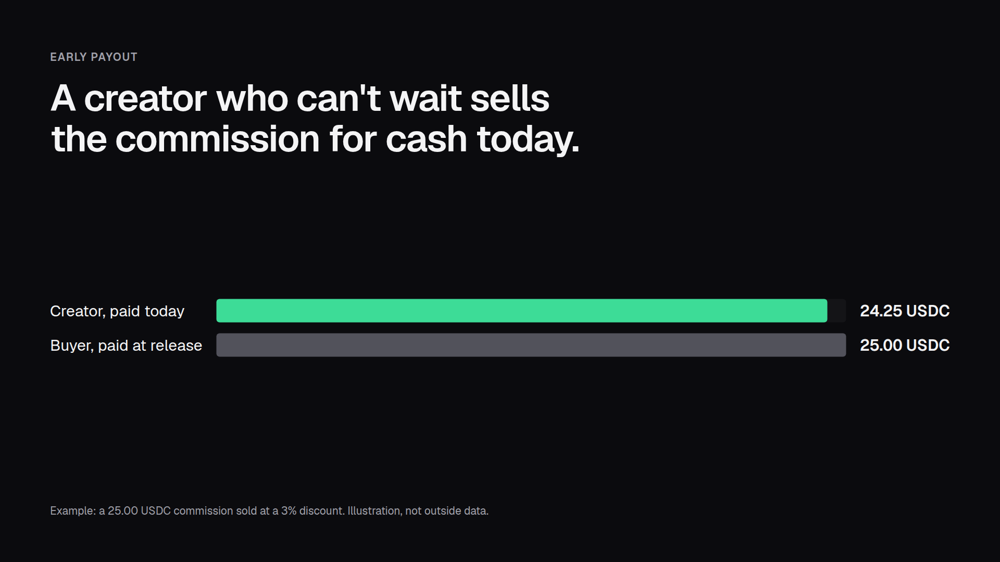 EARLY PAYOUT
A creator who can't wait sells
the commission for cash today.
Creator, paid today
24.25 USDC
Buyer, paid at release
25.00 USDC
Example: a 25.00 USDC commission sold at a 3% discount. Illustration, not outside data.